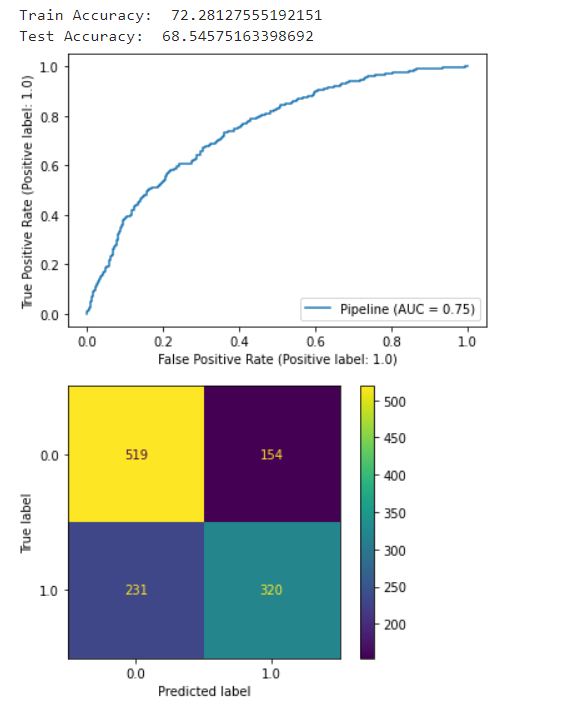 Train Accuracy:  72.28127555192151
Test Accuracy:  68.54575163398692
1.0
0.8
0.6
0.4
0.2
0.0
True Positive Rate (Positive label: 1.0)
Pipeline (AUC = 0.75)
0.0 0.2 0.4 0.6 0.8 1.0
False Positive Rate (Positive label: 1.0)
0.0
1.0
True label
519 154
231 320
0.0 1.0
Predicted label
500
450
400
350
300
250
200